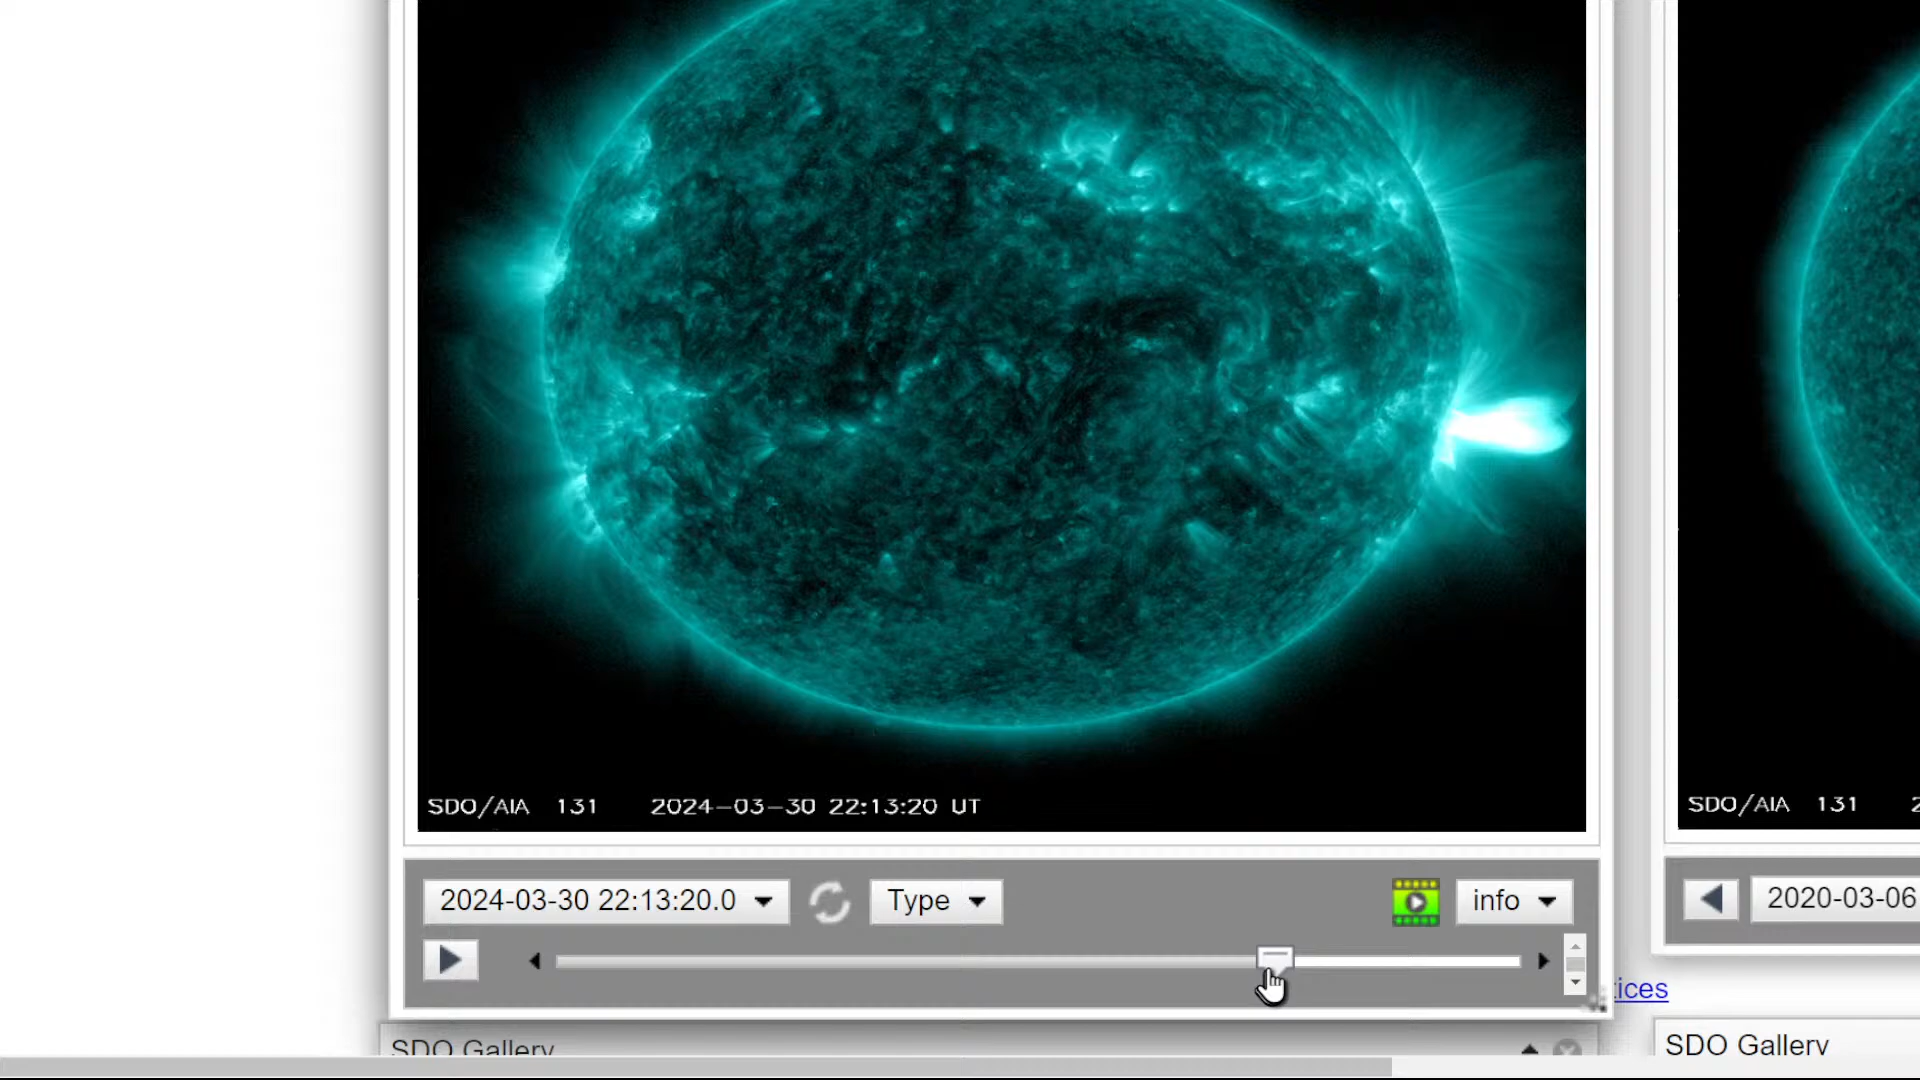 SDO/AIA 131 2024-03-30 22:13:20 UT
SDO/AIA 131
2024-03-30 22:13:20.0
Type
info
2020-03-06
SDO Gallery
SDO Gallery